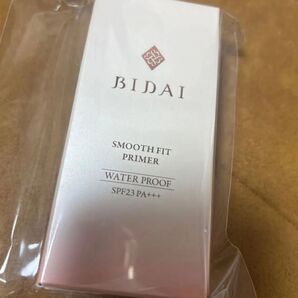 BIDAI
SMOOTH FIT
PRIMER
WATER PROOF
SPF23 PA+++